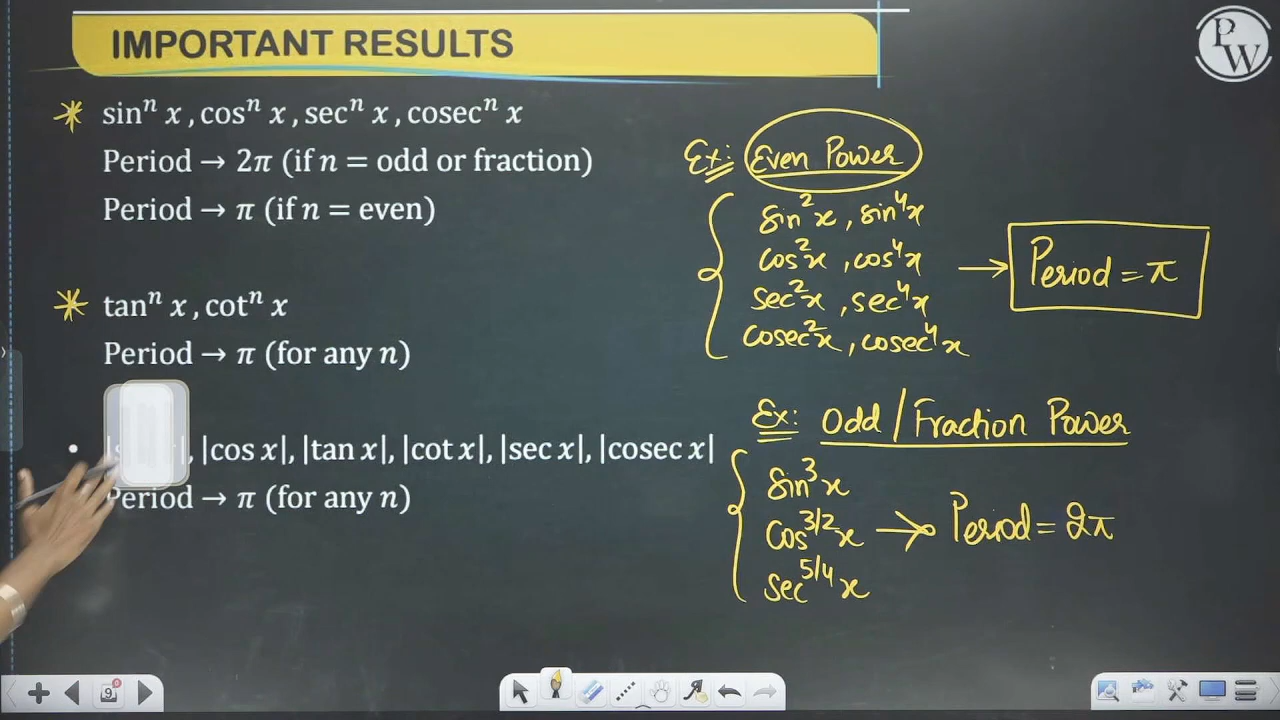 IMPORTANT RESULTS
PW
sinⁿ x , cosⁿ x , secⁿ x , cosecⁿ x
Period → 2π (if n = odd or fraction)
Period → π (if n = even)
tanⁿ x , cotⁿ x
Period → π (for any n)
|cos x|, |tan x|, |cot x|, |sec x|, |cosec x|
Period → π (for any n)
Ex: Even Power
sin²x , sin⁴x
cos²x , cos⁴x
sec²x , sec⁴x
cosec²x , cosec⁴x
→ Period = π
Ex: Odd / Fraction Power
sin³x
cos^3/2 x → Period = 2π
sec^5/4 x
9